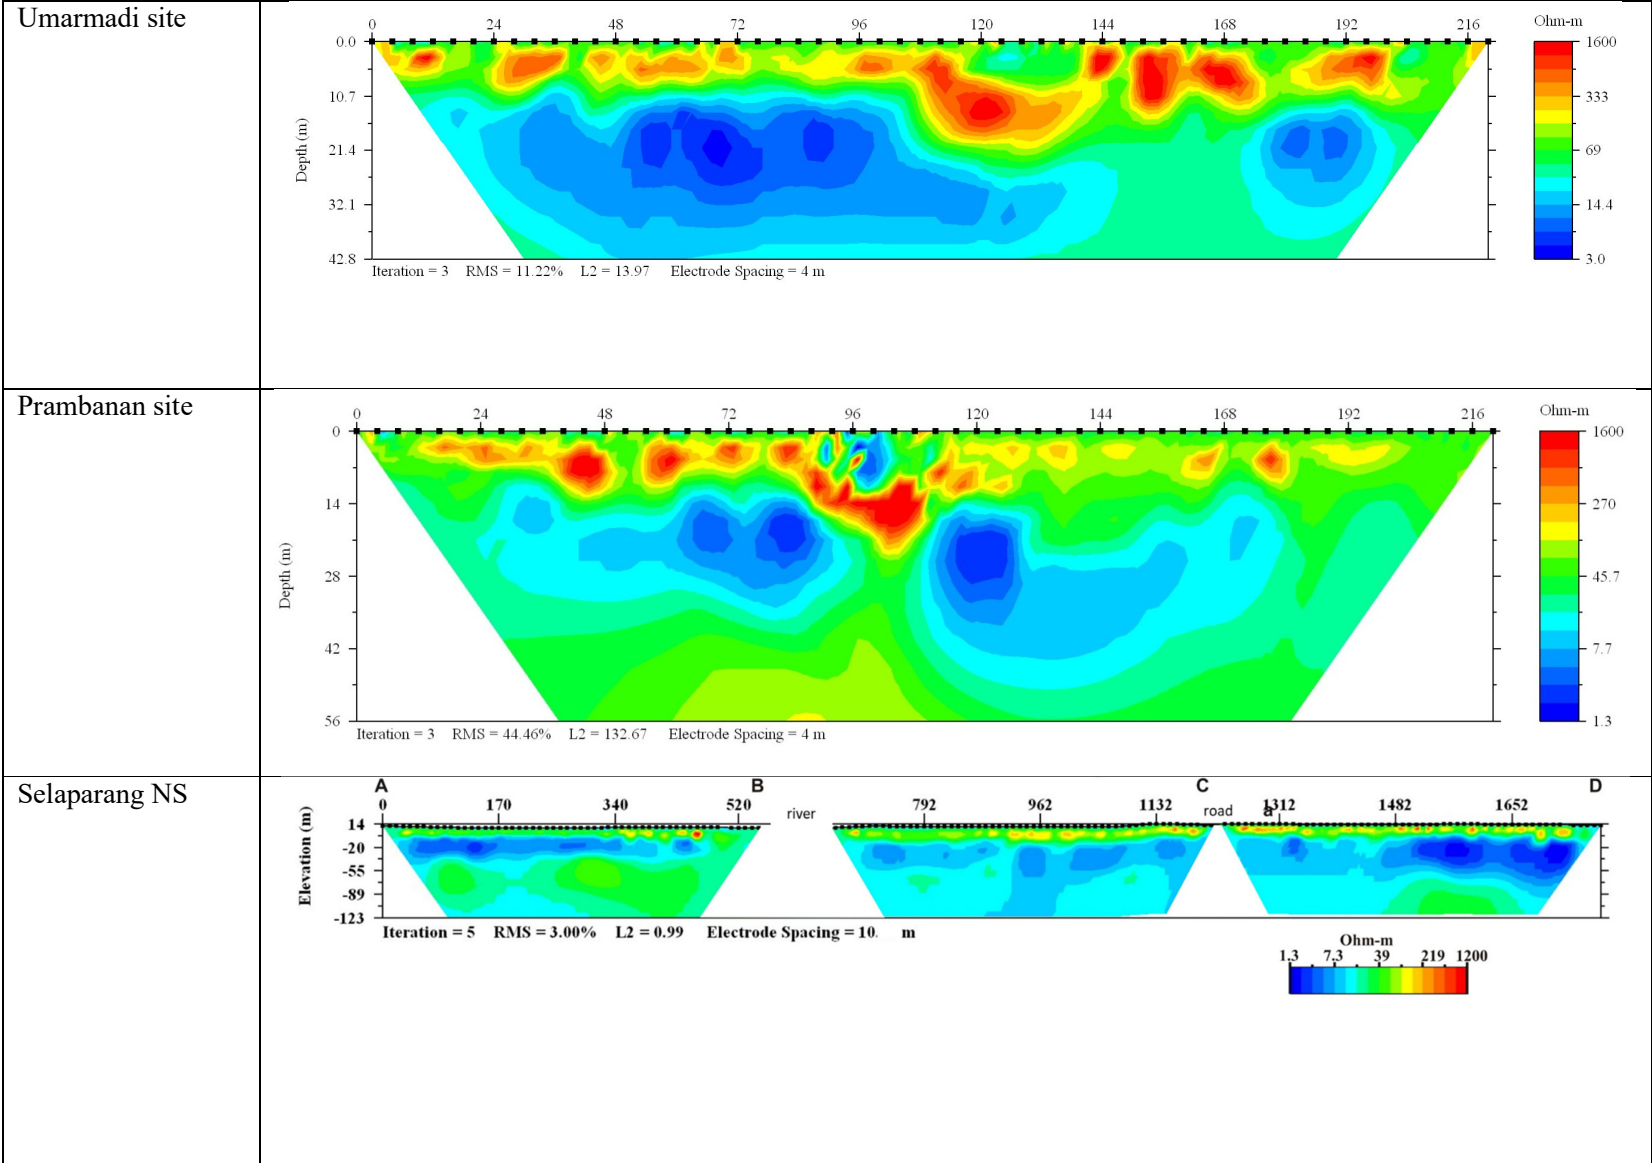 Umarmadi site
0 24 48 72 96 120 144 168 192 216
Ohm-m
0.0
10.7
21.4
32.1
42.8
Depth (m)
1600
333
69
14.4
3.0
Iteration = 3 RMS = 11.22% L2 = 13.97 Electrode Spacing = 4 m
Prambanan site
0 24 48 72 96 120 144 168 192 216
Ohm-m
0
14
28
42
56
Depth (m)
1600
270
45.7
7.7
1.3
Iteration = 3 RMS = 44.46% L2 = 132.67 Electrode Spacing = 4 m
Selaparang NS
A B C D
0 170 340 520 river 792 962 1132 road a 1312 1482 1652
Elevation (m)
14
-20
-55
-89
-123
Iteration = 5 RMS = 3.00% L2 = 0.99 Electrode Spacing = 10. m
Ohm-m
1.3 7.3 39 219 1200